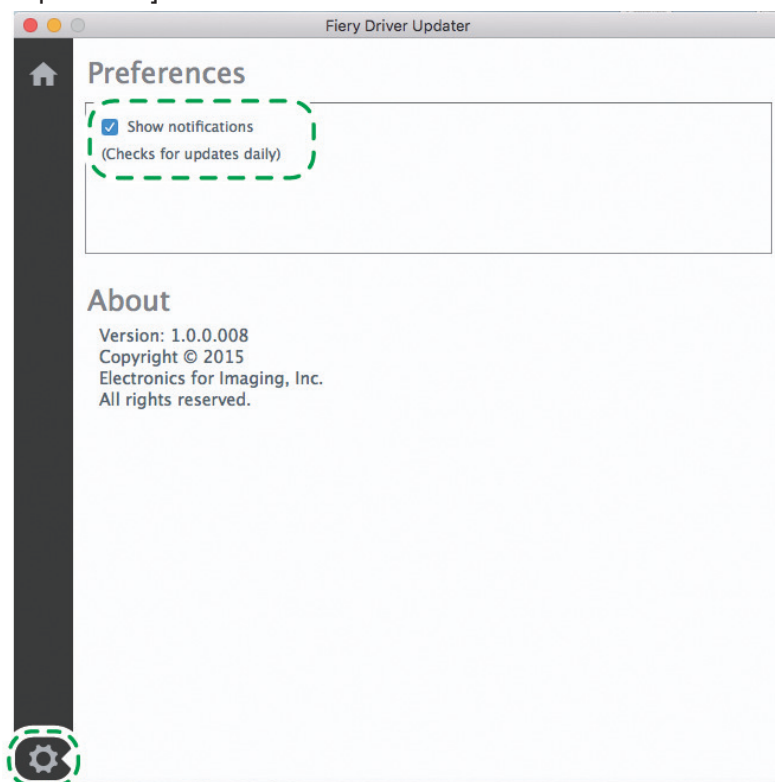 Fiery Driver Updater
Preferences
Show notifications
(Checks for updates daily)
About
Version: 1.0.0.008
Copyright © 2015
Electronics for Imaging, Inc.
All rights reserved.